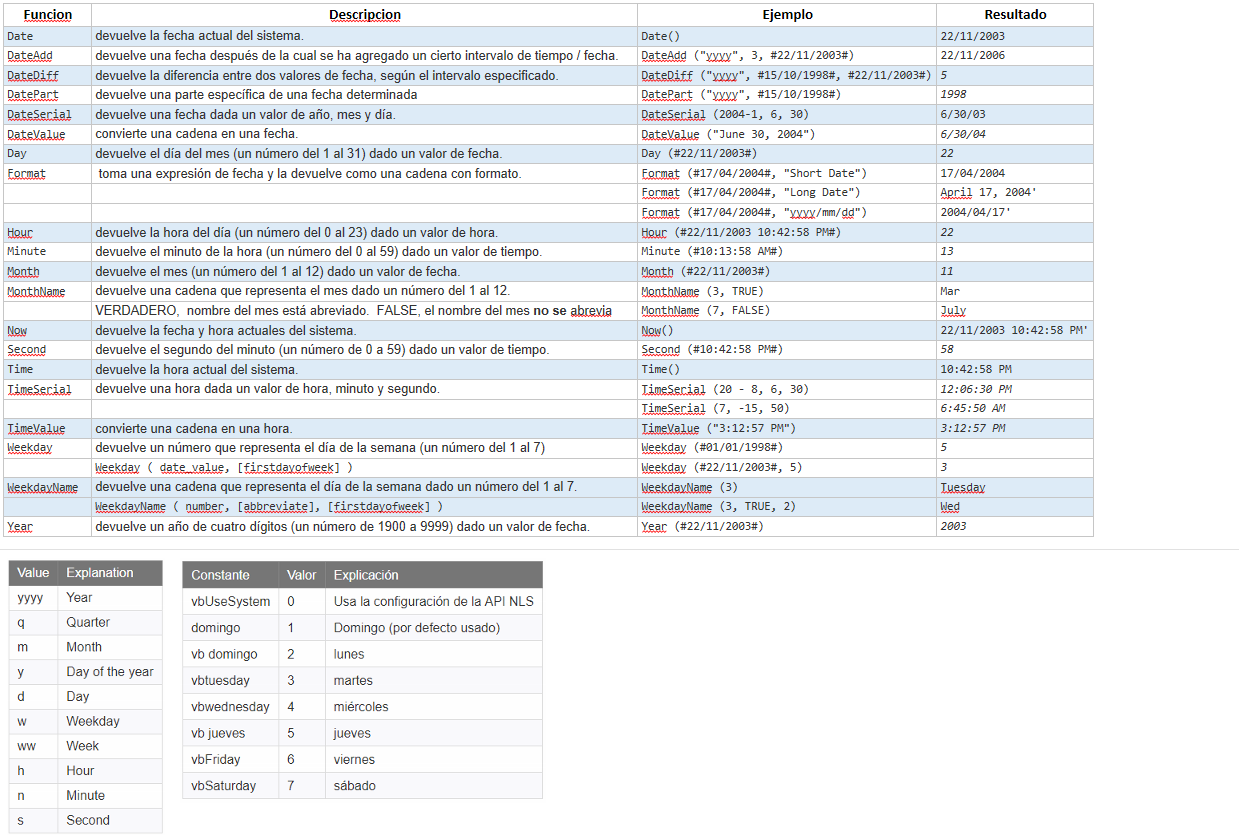 Funcion Descripcion Ejemplo Resultado
Date devuelve la fecha actual del sistema. Date() 22/11/2003
DateAdd devuelve una fecha después de la cual se ha agregado un cierto intervalo de tiempo / fecha. DateAdd ("yyyy", 3, #22/11/2003#) 22/11/2006
DateDiff devuelve la diferencia entre dos valores de fecha, según el intervalo especificado. DateDiff ("yyyy", #15/10/1998#, #22/11/2003#) 5
DatePart devuelve una parte específica de una fecha determinada DatePart ("yyyy", #15/10/1998#) 1998
DateSerial devuelve una fecha dada un valor de año, mes y día. DateSerial (2004-1, 6, 30) 6/30/03
DateValue convierte una cadena en una fecha. DateValue ("June 30, 2004") 6/30/04
Day devuelve el día del mes (un número del 1 al 31) dado un valor de fecha. Day (#22/11/2003#) 22
Format toma una expresión de fecha y la devuelve como una cadena con formato. Format (#17/04/2004#, "Short Date") 17/04/2004
Format (#17/04/2004#, "Long Date") April 17, 2004'
Format (#17/04/2004#, "yyyy/mm/dd") 2004/04/17'
Hour devuelve la hora del día (un número del 0 al 23) dado un valor de hora. Hour (#22/11/2003 10:42:58 PM#) 22
Minute devuelve el minuto de la hora (un número del 0 al 59) dado un valor de tiempo. Minute (#10:13:58 AM#) 13
Month devuelve el mes (un número del 1 al 12) dado un valor de fecha. Month (#22/11/2003#) 11
MonthName devuelve una cadena que representa el mes dado un número del 1 al 12. MonthName (3, TRUE) Mar
VERDADERO, nombre del mes está abreviado. FALSE, el nombre del mes no se abrevia MonthName (7, FALSE) July
Now devuelve la fecha y hora actuales del sistema. Now() 22/11/2003 10:42:58 PM'
Second devuelve el segundo del minuto (un número de 0 a 59) dado un valor de tiempo. Second (#10:42:58 PM#) 58
Time devuelve la hora actual del sistema. Time() 10:42:58 PM
TimeSerial devuelve una hora dada un valor de hora, minuto y segundo. TimeSerial (20 - 8, 6, 30) 12:06:30 PM
TimeSerial (7, -15, 50) 6:45:50 AM
TimeValue convierte una cadena en una hora. TimeValue ("3:12:57 PM") 3:12:57 PM
Weekday devuelve un número que representa el día de la semana (un número del 1 al 7) Weekday (#01/01/1998#) 5
Weekday ( date_value, [firstdayofweek] ) Weekday (#22/11/2003#, 5) 3
WeekdayName devuelve una cadena que representa el día de la semana dado un número del 1 al 7. WeekdayName (3) Tuesday
WeekdayName ( number, [abbreviate], [firstdayofweek] ) WeekdayName (3, TRUE, 2) Wed
Year devuelve un año de cuatro dígitos (un número de 1900 a 9999) dado un valor de fecha. Year (#22/11/2003#) 2003
Value Explanation
yyyy Year
q Quarter
m Month
y Day of the year
d Day
w Weekday
ww Week
h Hour
n Minute
s Second
Constante Valor Explicación
vbUseSystem 0 Usa la configuración de la API NLS
domingo 1 Domingo (por defecto usado)
vb domingo 2 lunes
vbtuesday 3 martes
vbwednesday 4 miércoles
vb jueves 5 jueves
vbFriday 6 viernes
vbSaturday 7 sábado